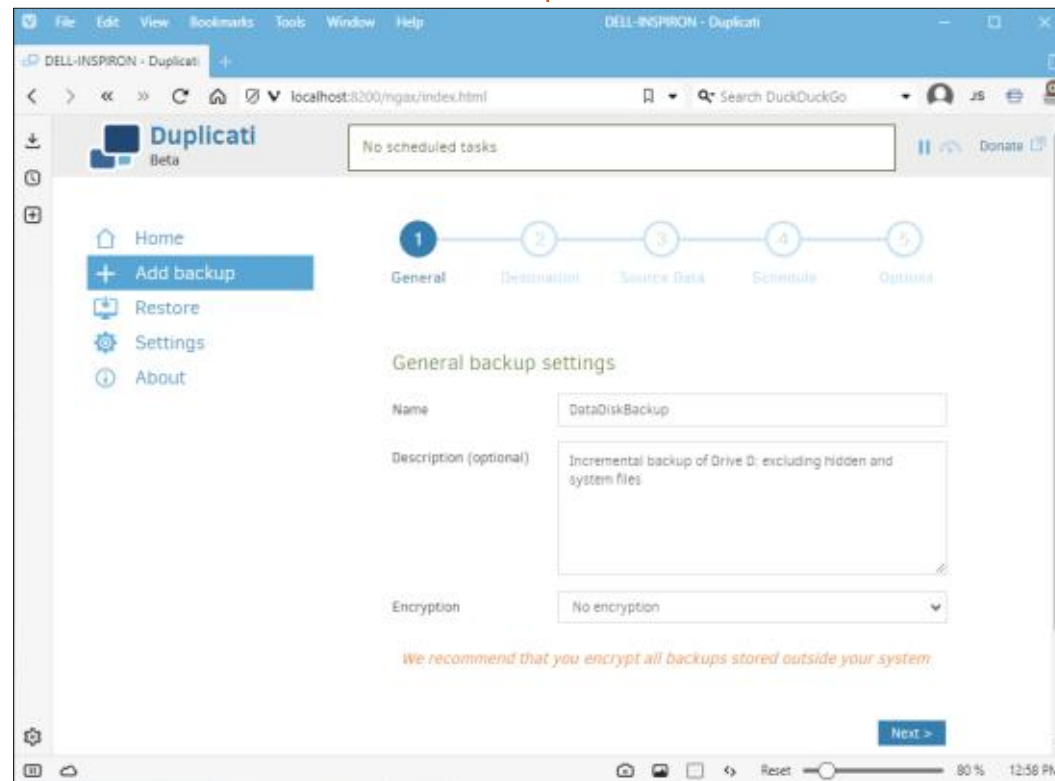 File Edit View Bookmarks Tools Window Help
DELL-INSPIRON - Duplicati
DELL-INSPIRON - Duplicati
localhost:8200/ngax/index.html
Search DuckDuckGo
JS
Duplicati
Beta
No scheduled tasks
Donate
Home
Add backup
Restore
Settings
About
1 2 3 4 5
General Destination Source Data Schedule Options
General backup settings
Name
DataDiskBackup
Description (optional)
Incremental backup of Drive D: excluding hidden and
system files
Encryption
No encryption
We recommend that you encrypt all backups stored outside your system
Next >
Reset 80 % 12:58 PM